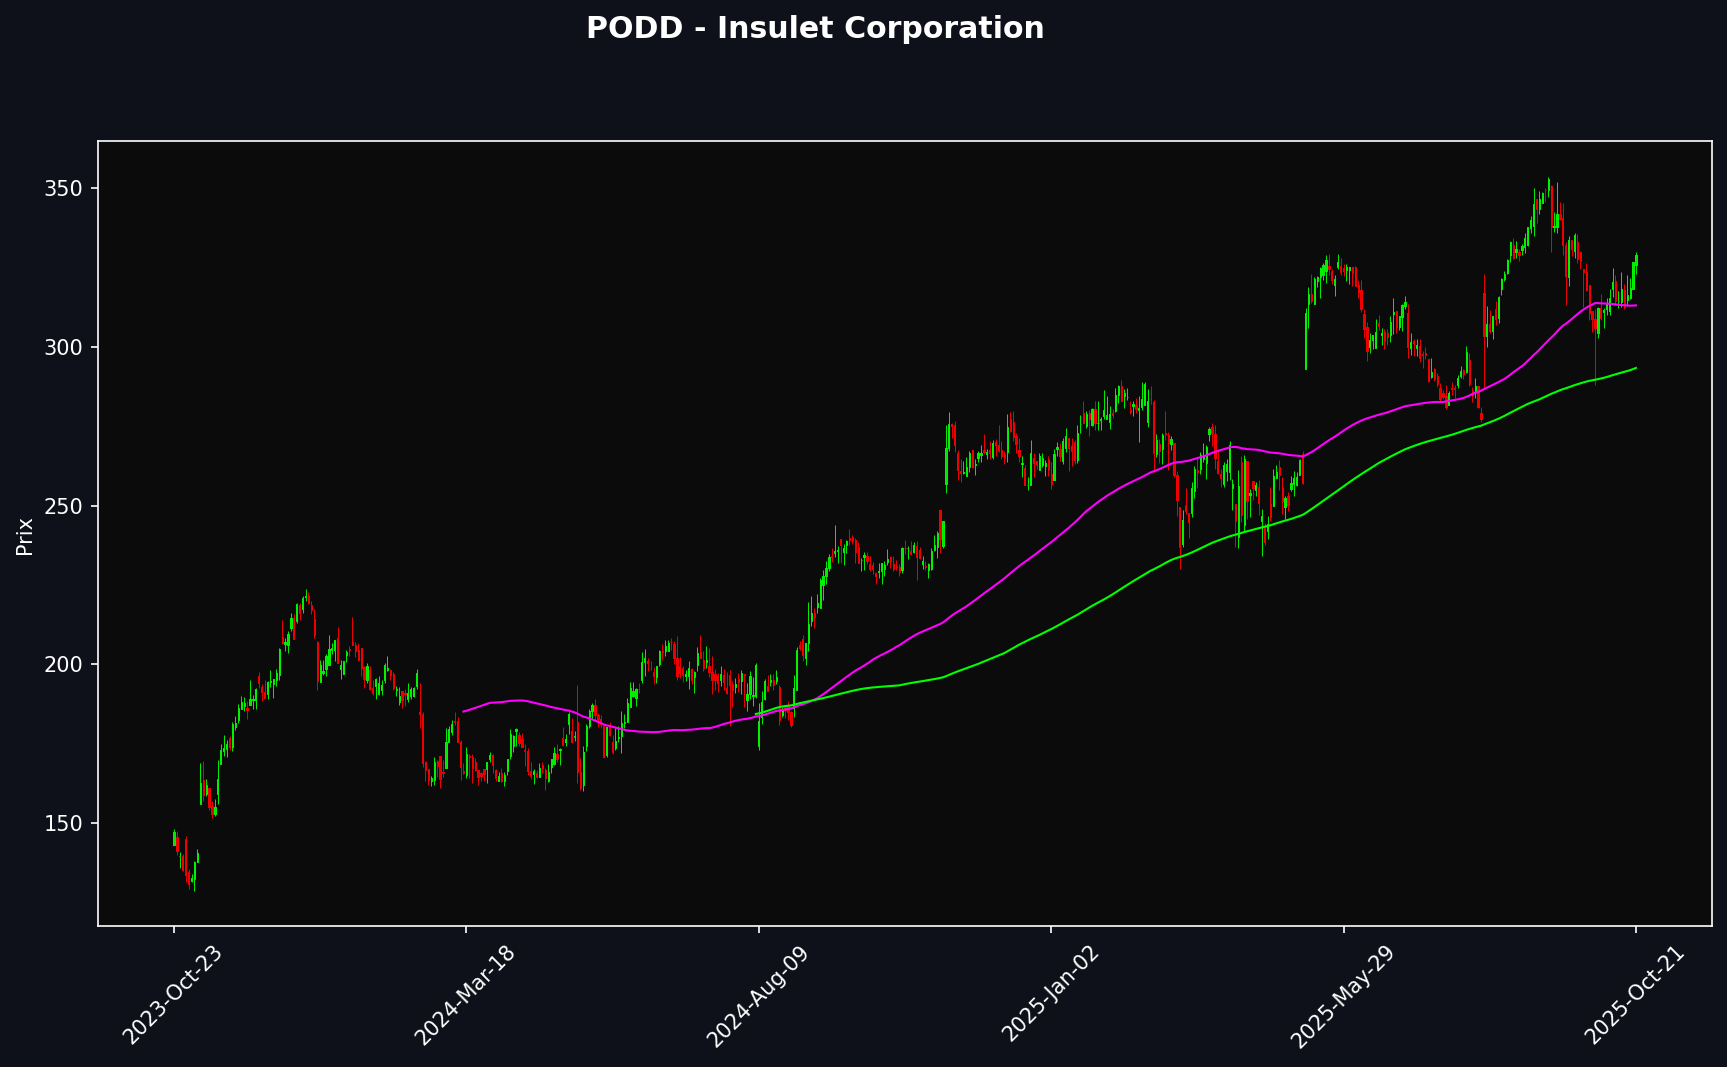 PODD - Insulet Corporation
350
300
250
200
150
Prix
2023-Oct-23
2024-Mar-18
2024-Aug-09
2025-Jan-02
2025-May-29
2025-Oct-21